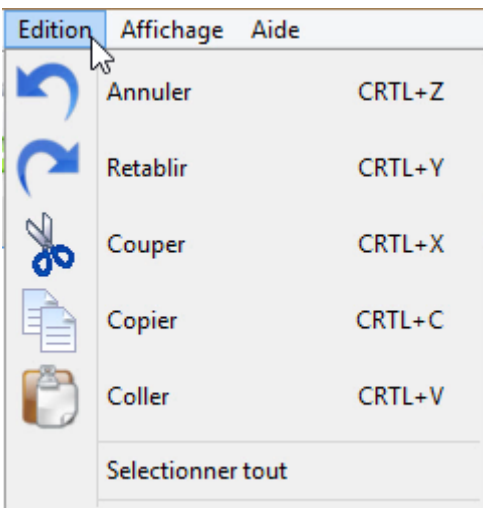 Edition Affichage Aide
Annuler CRTL+Z
Retablir CRTL+Y
Couper CRTL+X
Copier CRTL+C
Coller CRTL+V
Selectionner tout